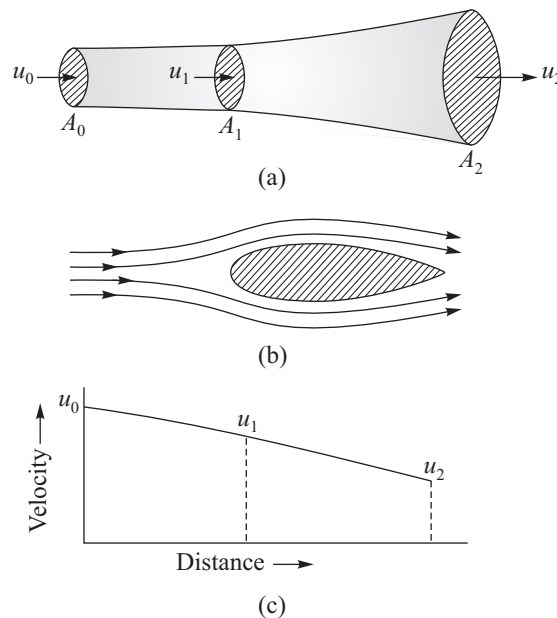 u₀ u₁ u₂
A₀ A₁ A₂
(a)
(b)
u₀
u₁
u₂
Velocity
Distance
(c)